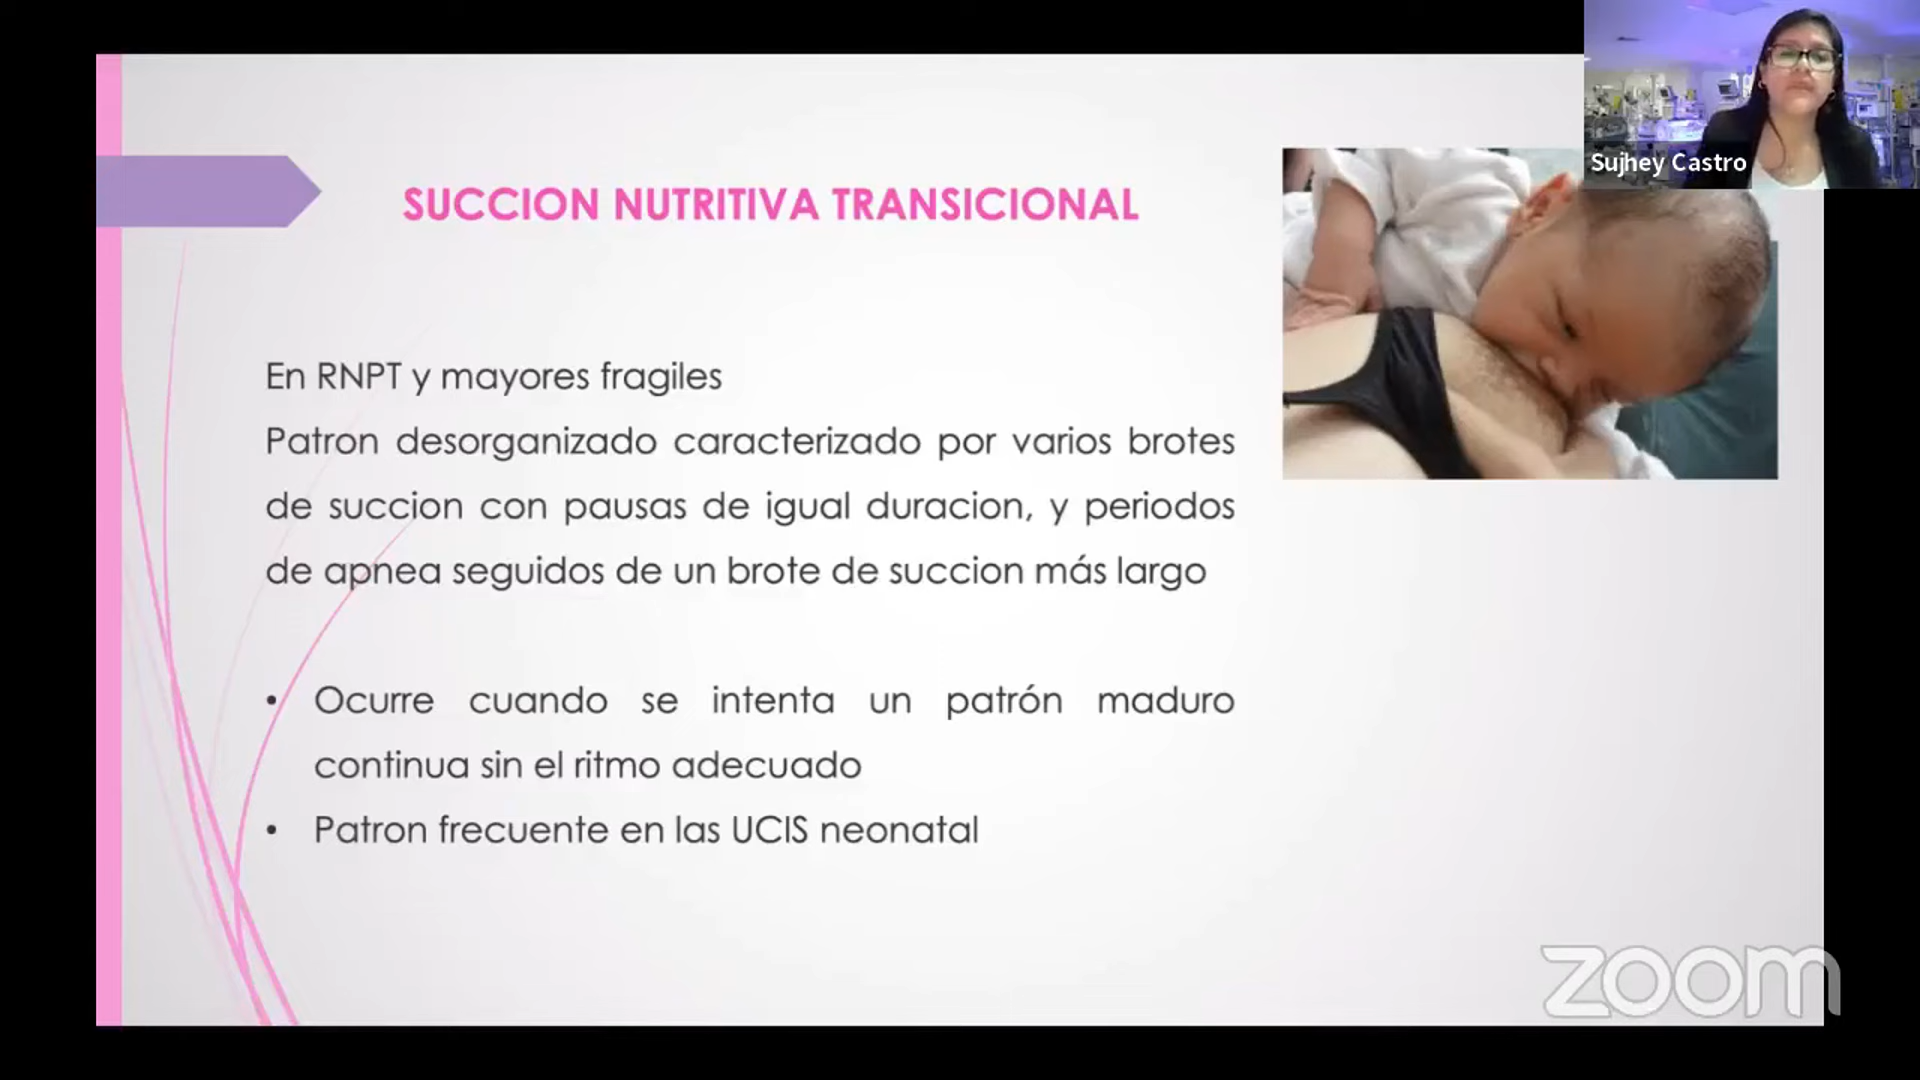 Sujhey Castro
SUCCION NUTRITIVA TRANSICIONAL
En RNPT y mayores fragiles
Patron desorganizado caracterizado por varios brotes
de succion con pausas de igual duracion, y periodos
de apnea seguidos de un brote de succion más largo
• Ocurre cuando se intenta un patrón maduro
continua sin el ritmo adecuado
• Patron frecuente en las UCIS neonatal
zoom